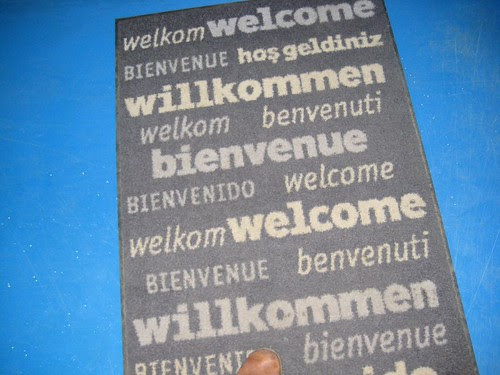 welkom welcome
BIENVENUE hoş geldiniz
willkommen
welkom benvenuti
bienvenue
BIENVENIDO welcome
welkom welcome
BIENVENUE benvenuti
willkommen
bienvenue